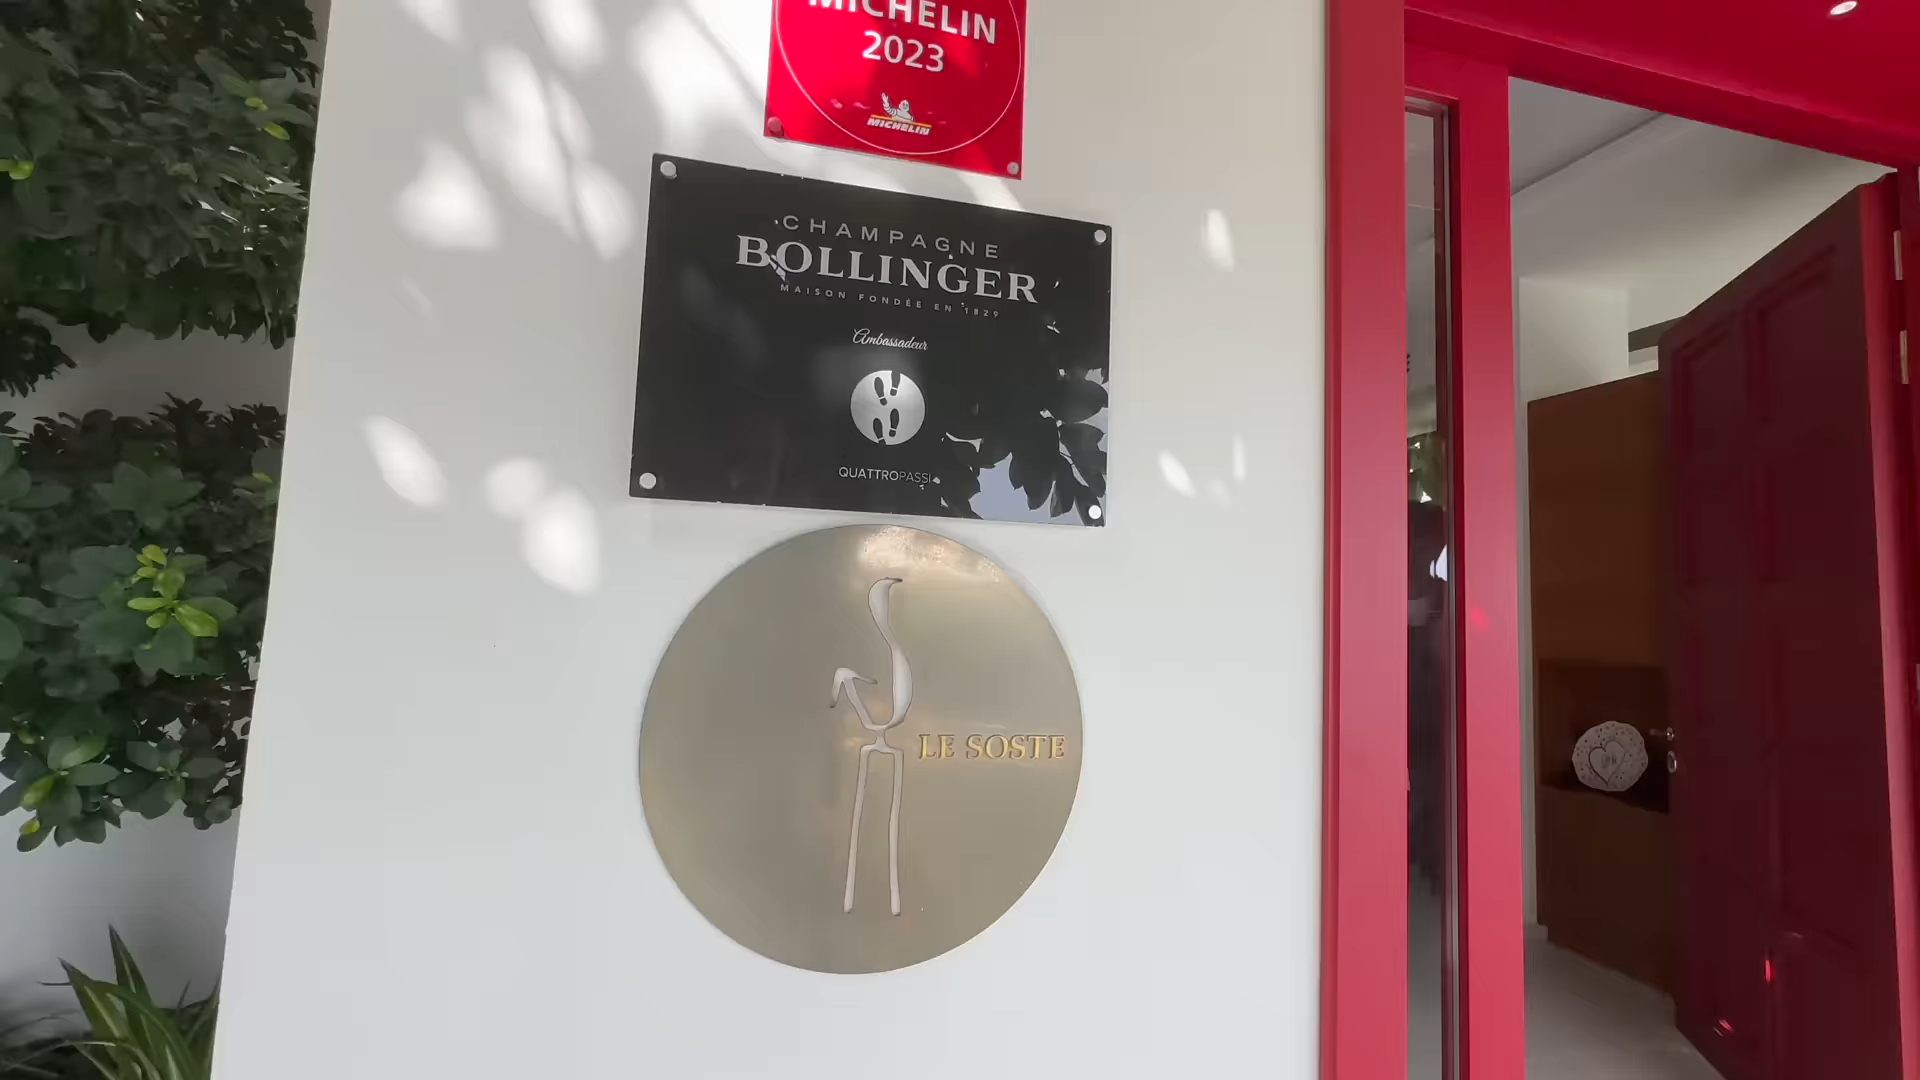 MICHELIN
2023
MICHELIN
CHAMPAGNE
BOLLINGER
MAISON FONDÉE EN 1829
Ambassadeur
QUATTROPASSI
LE SOSTE